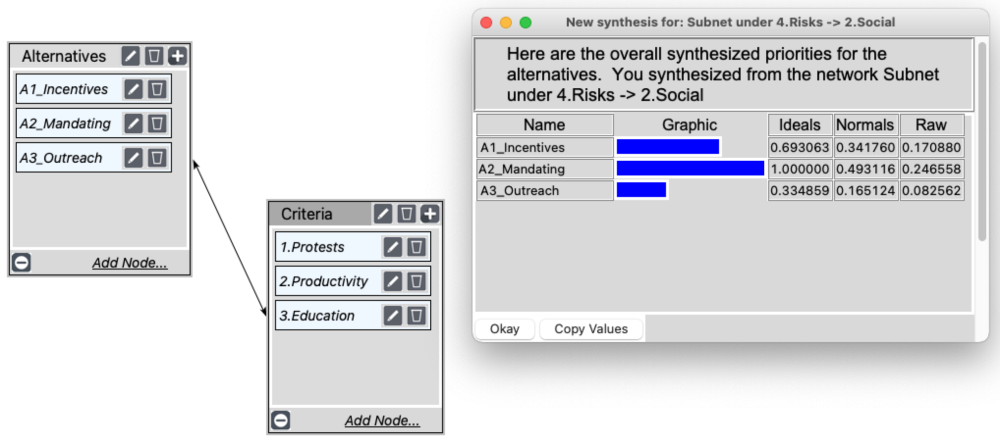 Alternatives
A1_Incentives
A2_Mandating
A3_Outreach
Add Node...
Criteria
1.Protests
2.Productivity
3.Education
Add Node...
New synthesis for: Subnet under 4.Risks -> 2.Social
Here are the overall synthesized priorities for the
alternatives.  You synthesized from the network Subnet
under 4.Risks -> 2.Social
Name Graphic Ideals Normals Raw
A1_Incentives 0.693063 0.341760 0.170880
A2_Mandating 1.000000 0.493116 0.246558
A3_Outreach 0.334859 0.165124 0.082562
Okay Copy Values